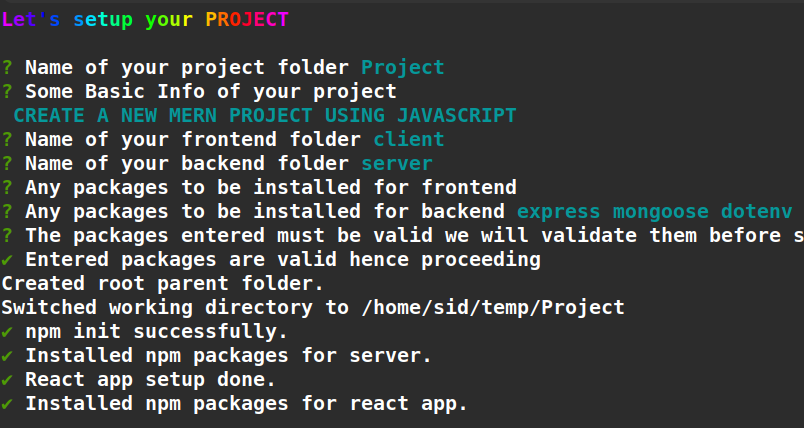 Let's setup your PROJECT
? Name of your project folder Project
? Some Basic Info of your project
CREATE A NEW MERN PROJECT USING JAVASCRIPT
? Name of your frontend folder client
? Name of your backend folder server
? Any packages to be installed for frontend
? Any packages to be installed for backend express mongoose dotenv
? The packages entered must be valid we will validate them before s
✔ Entered packages are valid hence proceeding
Created root parent folder.
Switched working directory to /home/sid/temp/Project
✔ npm init successfully.
✔ Installed npm packages for server.
✔ React app setup done.
✔ Installed npm packages for react app.